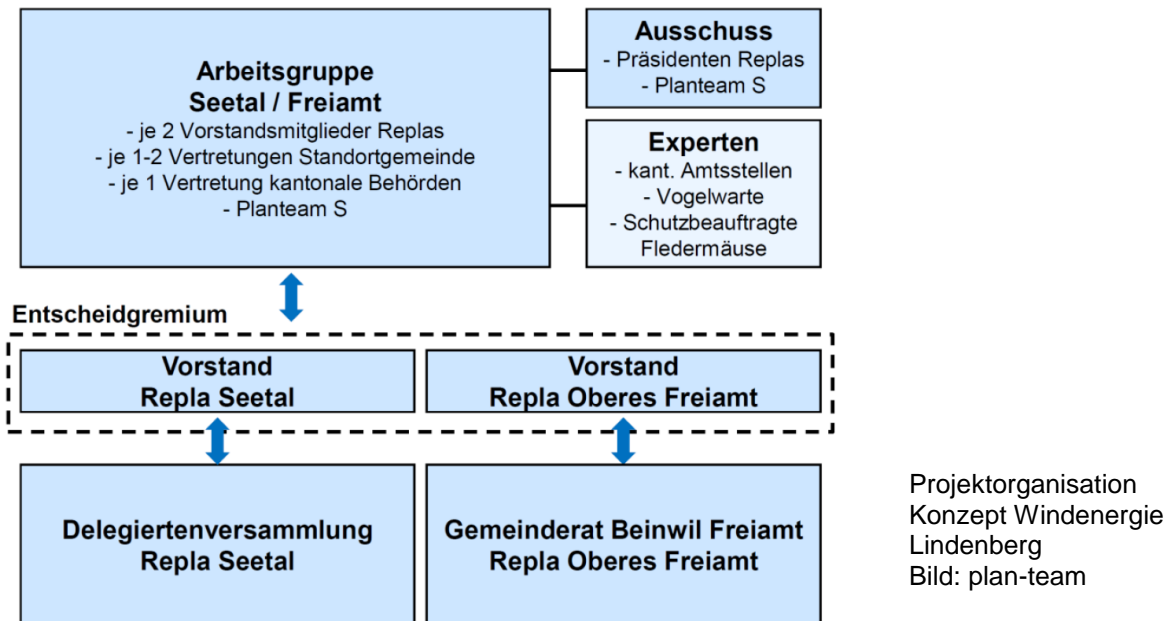 Arbeitsgruppe
Seetal / Freiamt
- je 2 Vorstandsmitglieder Replas
- je 1-2 Vertretungen Standortgemeinde
- je 1 Vertretung kantonale Behörden
- Planteam S
Ausschuss
- Präsidenten Replas
- Planteam S
Experten
- kant. Amtsstellen
- Vogelwarte
- Schutzbeauftragte
Fledermäuse
Entscheidgremium
Vorstand
Repla Seetal
Vorstand
Repla Oberes Freiamt
Delegiertenversammlung
Repla Seetal
Gemeinderat Beinwil Freiamt
Repla Oberes Freiamt
Projektorganisation
Konzept Windenergie
Lindenberg
Bild: plan-team